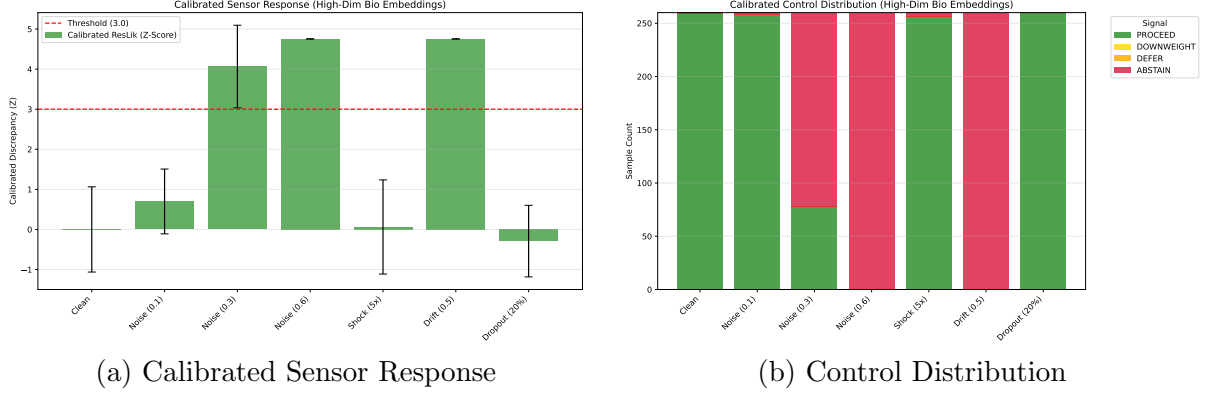 Calibrated Sensor Response (High-Dim Bio Embeddings)
Threshold (3.0)
Calibrated ResLik (Z-Score)
Calibrated Discrepancy (Z)
5
4
3
2
1
0
−1
Clean
Noise (0.1)
Noise (0.3)
Noise (0.6)
Shock (5x)
Drift (0.5)
Dropout (20%)
(a) Calibrated Sensor Response
Calibrated Control Distribution (High-Dim Bio Embeddings)
Sample Count
250
200
150
100
50
0
Clean
Noise (0.1)
Noise (0.3)
Noise (0.6)
Shock (5x)
Drift (0.5)
Dropout (20%)
Signal
PROCEED
DOWNWEIGHT
DEFER
ABSTAIN
(b) Control Distribution